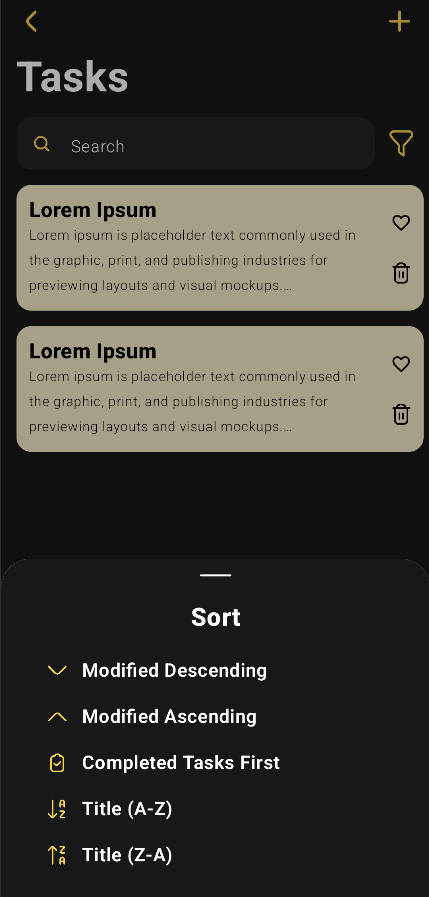 Tasks
Search
Lorem Ipsum
Lorem ipsum is placeholder text commonly used in
the graphic, print, and publishing industries for
previewing layouts and visual mockups....
Lorem Ipsum
Lorem ipsum is placeholder text commonly used in
the graphic, print, and publishing industries for
previewing layouts and visual mockups....
Sort
Modified Descending
Modified Ascending
Completed Tasks First
Title (A-Z)
Title (Z-A)